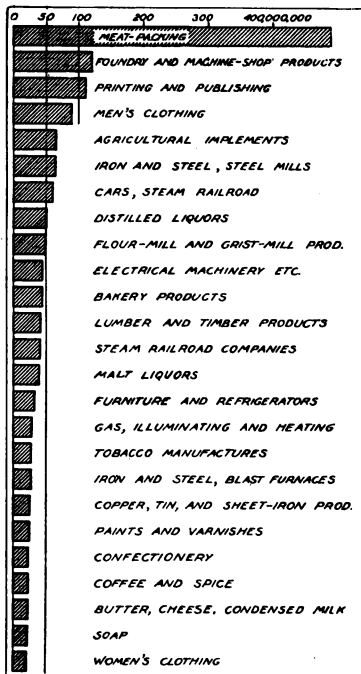 0 50 100 200 300 400,000,000
MEAT-PACKING
FOUNDRY AND MACHINE-SHOP PRODUCTS
PRINTING AND PUBLISHING
MEN'S CLOTHING
AGRICULTURAL IMPLEMENTS
IRON AND STEEL, STEEL MILLS
CARS, STEAM RAILROAD
DISTILLED LIQUORS
FLOUR-MILL AND GRIST-MILL PROD.
ELECTRICAL MACHINERY ETC.
BAKERY PRODUCTS
LUMBER AND TIMBER PRODUCTS
STEAM RAILROAD COMPANIES
MALT LIQUORS
FURNITURE AND REFRIGERATORS
GAS, ILLUMINATING AND HEATING
TOBACCO MANUFACTURES
IRON AND STEEL, BLAST FURNACES
COPPER, TIN, AND SHEET-IRON PROD.
PAINTS AND VARNISHES
CONFECTIONERY
COFFEE AND SPICE
BUTTER, CHEESE, CONDENSED MILK
SOAP
WOMEN'S CLOTHING